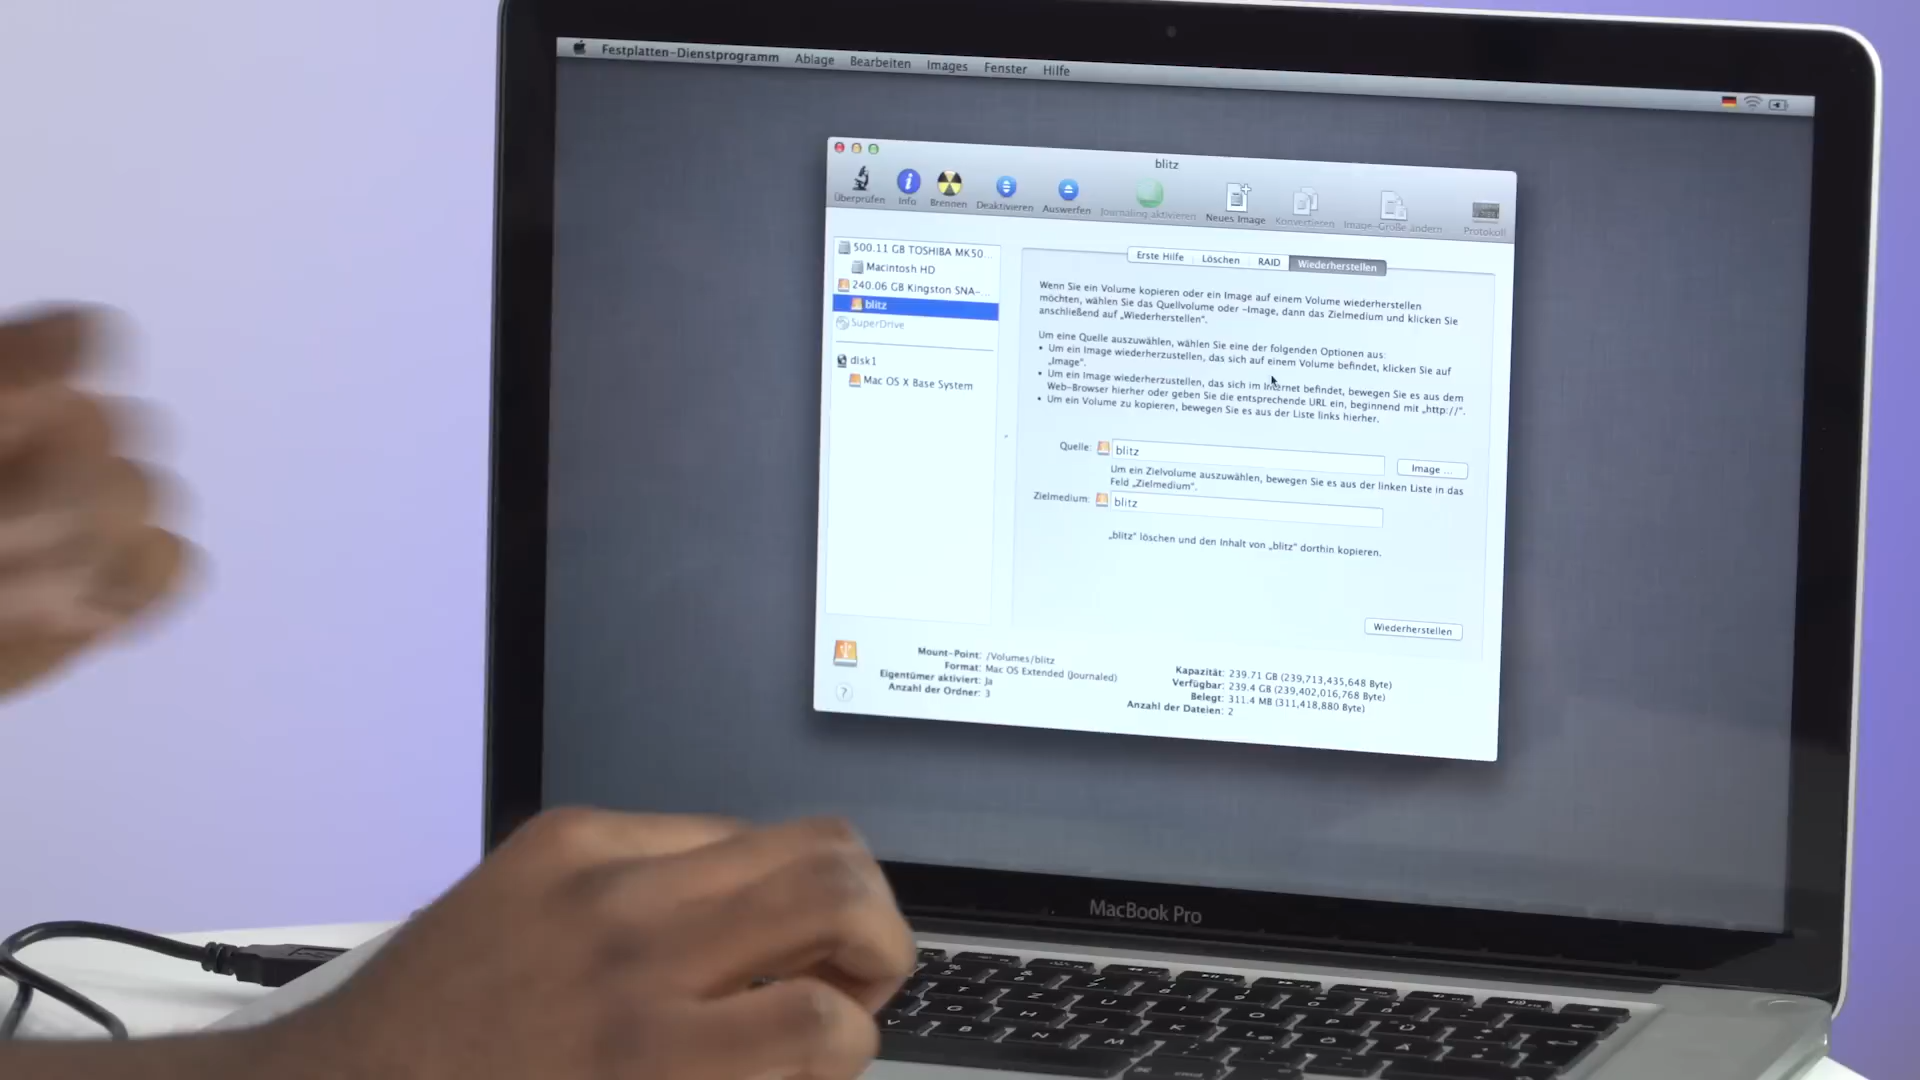 Festplatten-Dienstprogramm Ablage Bearbeiten Images Fenster Hilfe
blitz
Überprüfen Info Brennen Deaktivieren Auswerfen Journaling aktivieren Neues Image Konvertieren Image-Größe ändern Protokoll
500.11 GB TOSHIBA MK50...
Macintosh HD
240.06 GB Kingston SNA-...
blitz
SuperDrive
disk1
Mac OS X Base System
Erste Hilfe Löschen RAID Wiederherstellen
Wenn Sie ein Volume kopieren oder ein Image auf einem Volume wiederherstellen
möchten, wählen Sie das Quellvolume oder -Image, dann das Zielmedium und klicken Sie
anschließend auf „Wiederherstellen“.
Um eine Quelle auszuwählen, wählen Sie eine der folgenden Optionen aus:
• Um ein Image wiederherzustellen, das sich auf einem Volume befindet, klicken Sie auf
„Image“.
• Um ein Image wiederherzustellen, das sich im Internet befindet, bewegen Sie es aus dem
Web-Browser hierher oder geben Sie die entsprechende URL ein, beginnend mit „http://“.
• Um ein Volume zu kopieren, bewegen Sie es aus der Liste links hierher.
Quelle: blitz Image ...
Um ein Zielvolume auszuwählen, bewegen Sie es aus der linken Liste in das
Feld „Zielmedium“.
Zielmedium: blitz
„blitz“ löschen und den Inhalt von „blitz“ dorthin kopieren.
Wiederherstellen
Mount-Point: /Volumes/blitz
Format: Mac OS Extended (Journaled)
Eigentümer aktiviert: Ja
Anzahl der Ordner: 3
Kapazität: 239.71 GB (239,713,435,648 Byte)
Verfügbar: 239.4 GB (239,402,016,768 Byte)
Belegt: 311.4 MB (311,418,880 Byte)
Anzahl der Dateien: 2
?
MacBook Pro